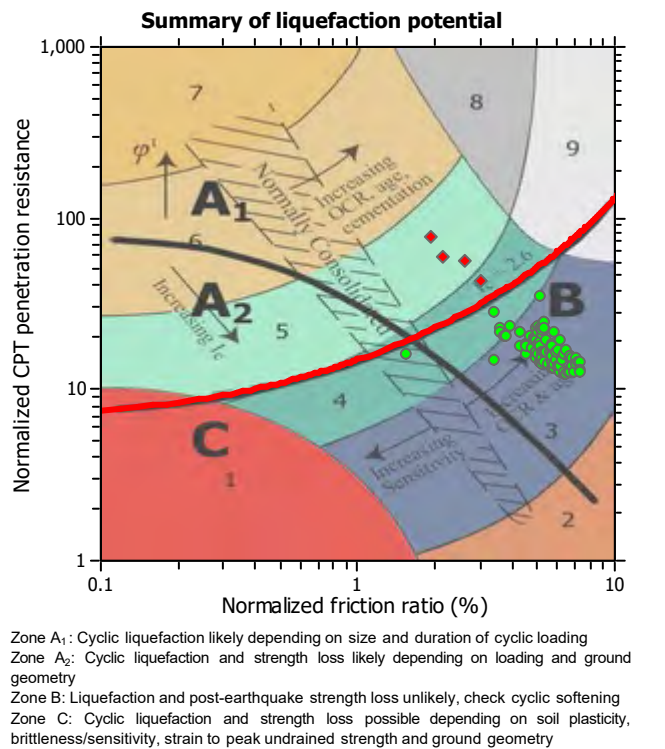 Summary of liquefaction potential
1,000
100
10
1
Normalized CPT penetration resistance
7
8
9
φ'
A1
Normally Consolidated
Increasing
OCR, age,
cementation
6
A2
Increasing Ic
5
Ic = 2.6
B
4
C
1
Increasing
Sensitivity
Increasing
OCR & age
3
2
0.1
1
10
Normalized friction ratio (%)
Zone A1: Cyclic liquefaction likely depending on size and duration of cyclic loading
Zone A2: Cyclic liquefaction and strength loss likely depending on loading and ground
geometry
Zone B: Liquefaction and post-earthquake strength loss unlikely, check cyclic softening
Zone C: Cyclic liquefaction and strength loss possible depending on soil plasticity,
brittleness/sensitivity, strain to peak undrained strength and ground geometry